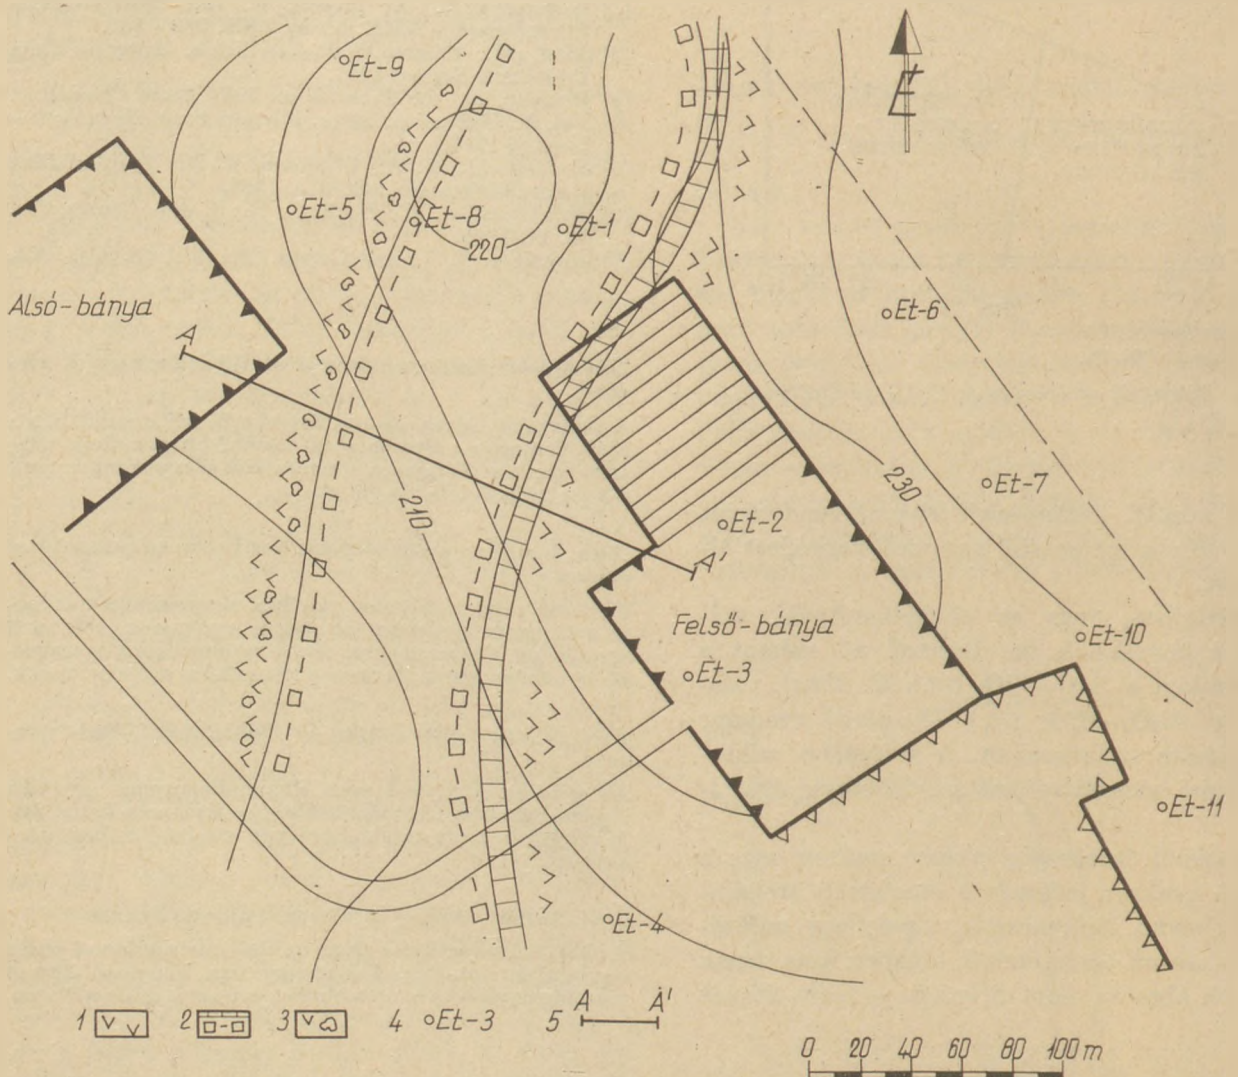 Et-9
É
Et-5
Et-8
Et-1
220
Alsó-bánya
A
Et-6
230
Et-7
210
Et-2
A'
Felső-bánya
Et-10
Et-3
Et-11
Et-4
1 2 3 4 Et-3 5 A A'
0 20 40 60 80 100 m